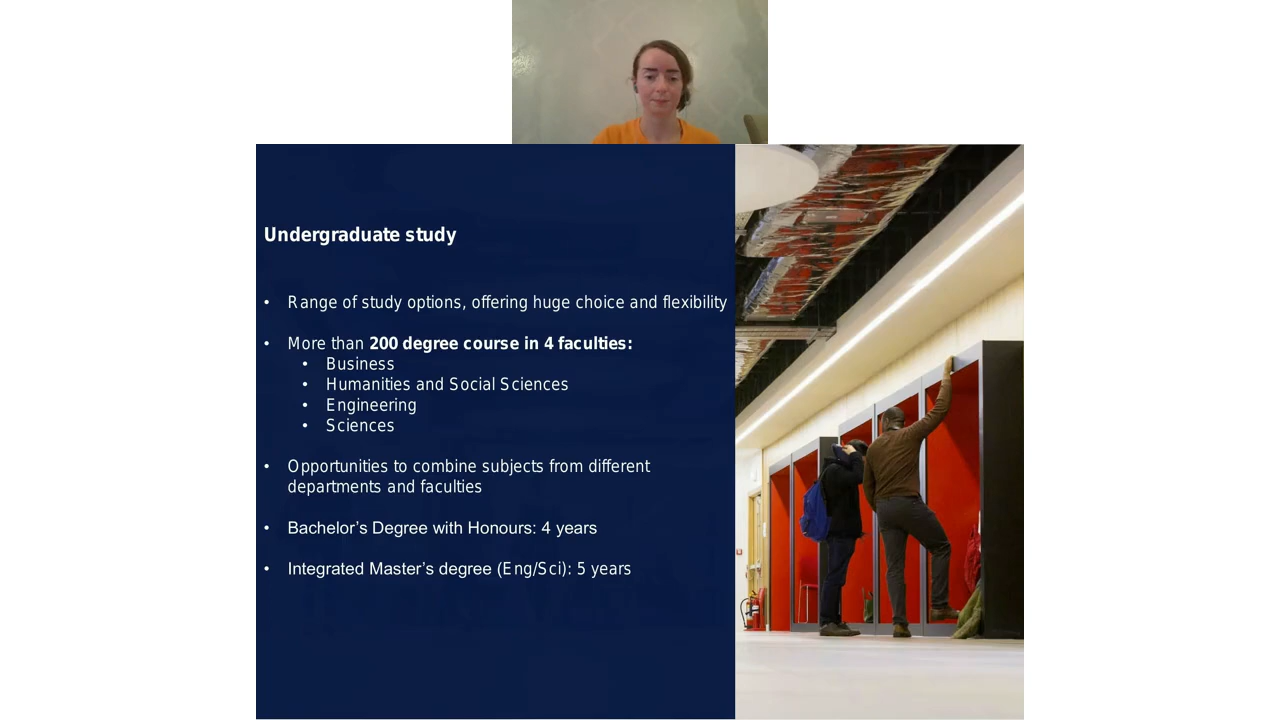 Undergraduate study
• Range of study options, offering huge choice and flexibility
• More than 200 degree course in 4 faculties:
• Business
• Humanities and Social Sciences
• Engineering
• Sciences
• Opportunities to combine subjects from different
departments and faculties
• Bachelor’s Degree with Honours: 4 years
• Integrated Master’s degree (Eng/Sci): 5 years